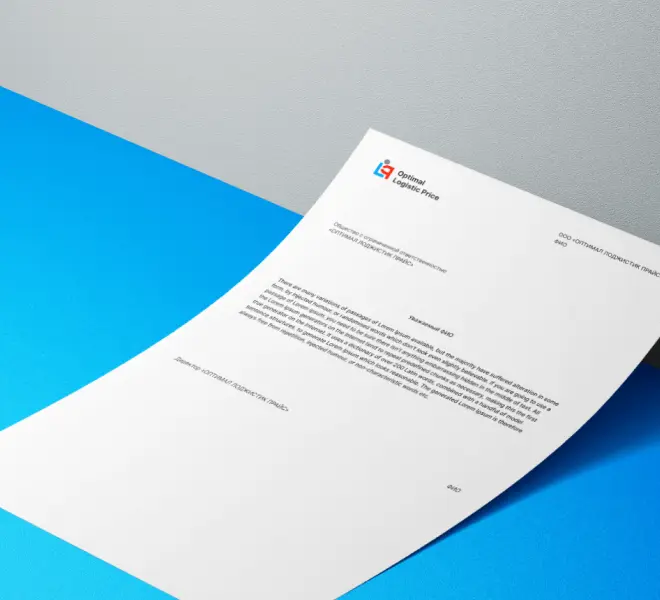 Optimal
Logistic Price
ООО «ОПТИМАЛ ЛОДЖИСТИК ПРАЙС
ФИО
Общество с ограниченной ответственностью
«ОПТИМАЛ ЛОДЖИСТИК ПРАЙС»
Уважаемый ФИО
There are many variations of passages of Lorem Ipsum available, but the majority have suffered alteration in some
form, by injected humour, or randomised words which don't look even slightly believable. If you are going to use a
passage of Lorem Ipsum, you need to be sure there isn't anything embarrassing hidden in the middle of text. All
the Lorem Ipsum generators on the Internet tend to repeat predefined chunks as necessary, making this the first
true generator on the Internet. It uses a dictionary of over 200 Latin words, combined with a handful of model
sentence structures, to generate Lorem Ipsum which looks reasonable. The generated Lorem Ipsum is therefore
always free from repetition, injected humour, or non-characteristic words etc.
Директор «ОПТИМАЛ ЛОДЖИСТИК ПРАЙС»
ФИО